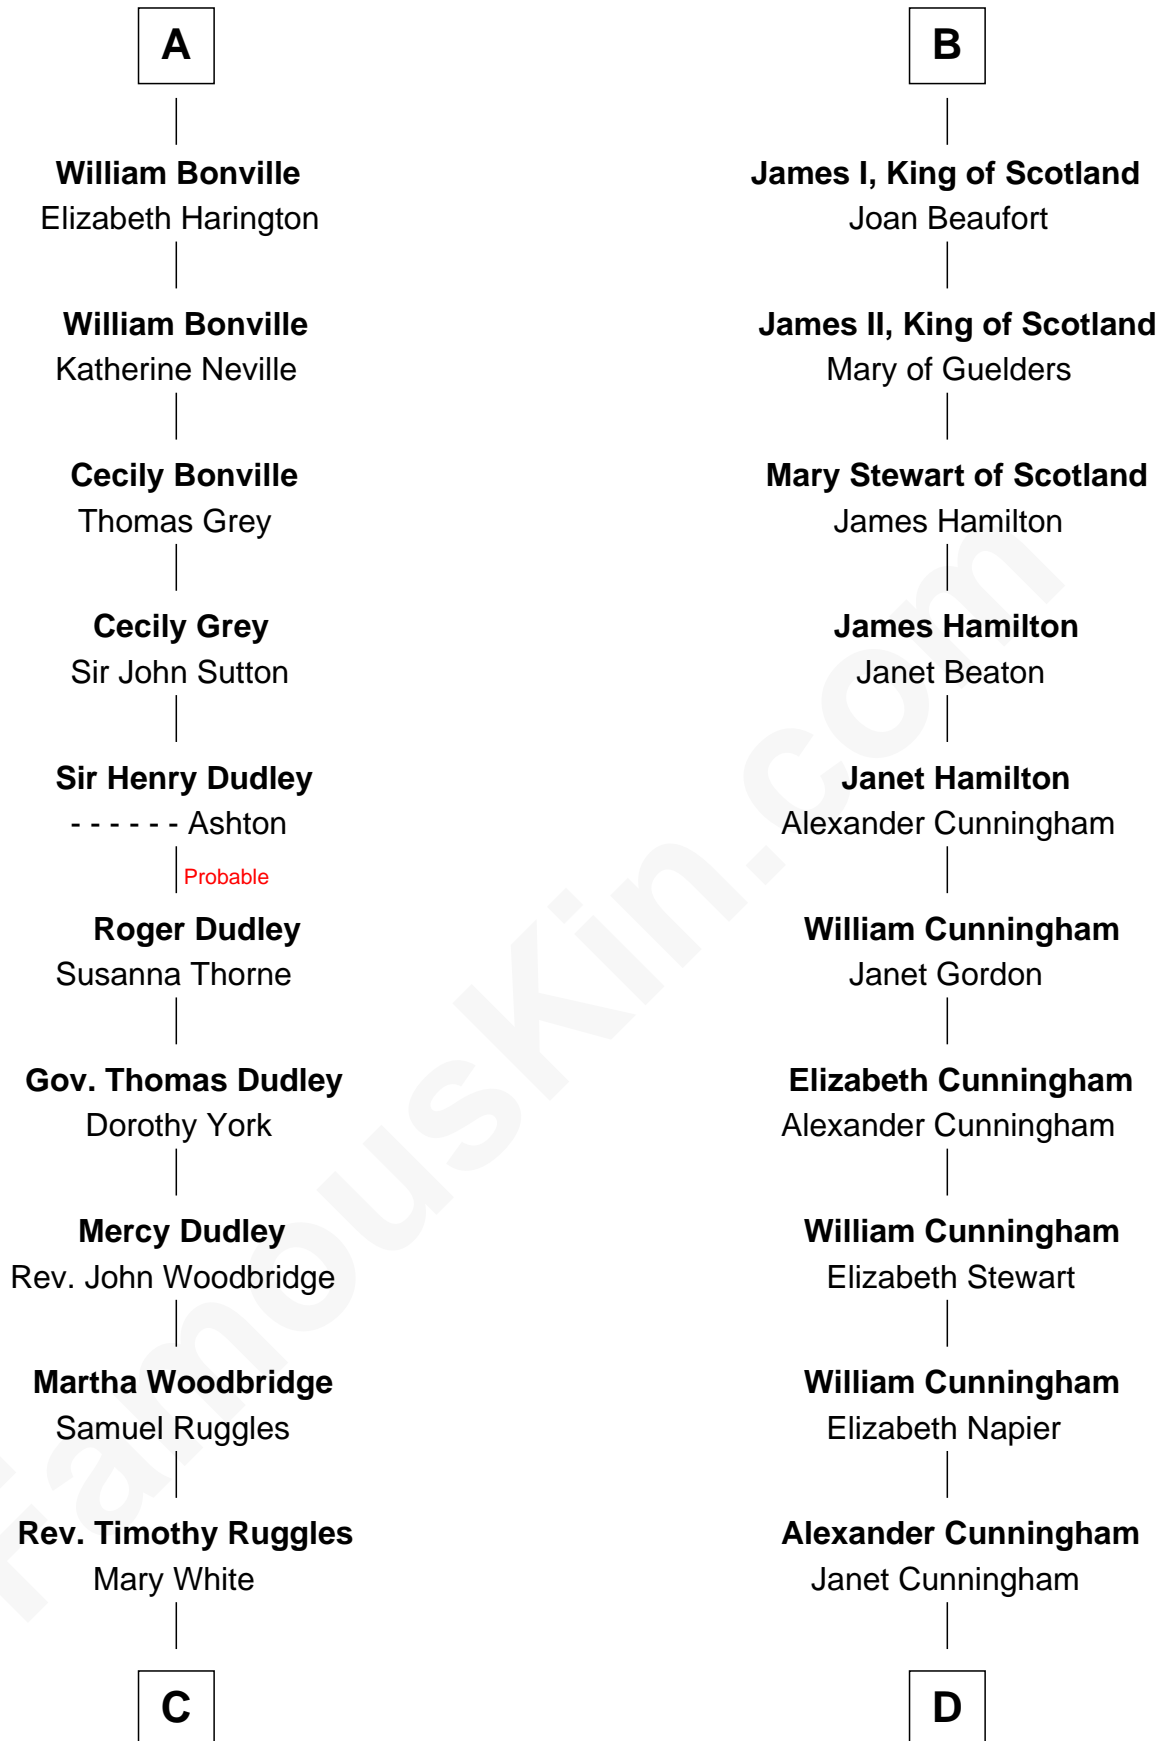 A
William Bonville
Elizabeth Harington
William Bonville
Katherine Neville
Cecily Bonville
Thomas Grey
Cecily Grey
Sir John Sutton
Sir Henry Dudley
- - - - - - Ashton
Probable
Roger Dudley
Susanna Thorne
Gov. Thomas Dudley
Dorothy York
Mercy Dudley
Rev. John Woodbridge
Martha Woodbridge
Samuel Ruggles
Rev. Timothy Ruggles
Mary White
C
B
James I, King of Scotland
Joan Beaufort
James II, King of Scotland
Mary of Guelders
Mary Stewart of Scotland
James Hamilton
James Hamilton
Janet Beaton
Janet Hamilton
Alexander Cunningham
William Cunningham
Janet Gordon
Elizabeth Cunningham
Alexander Cunningham
William Cunningham
Elizabeth Stewart
William Cunningham
Elizabeth Napier
Alexander Cunningham
Janet Cunningham
D
FamousKin.com